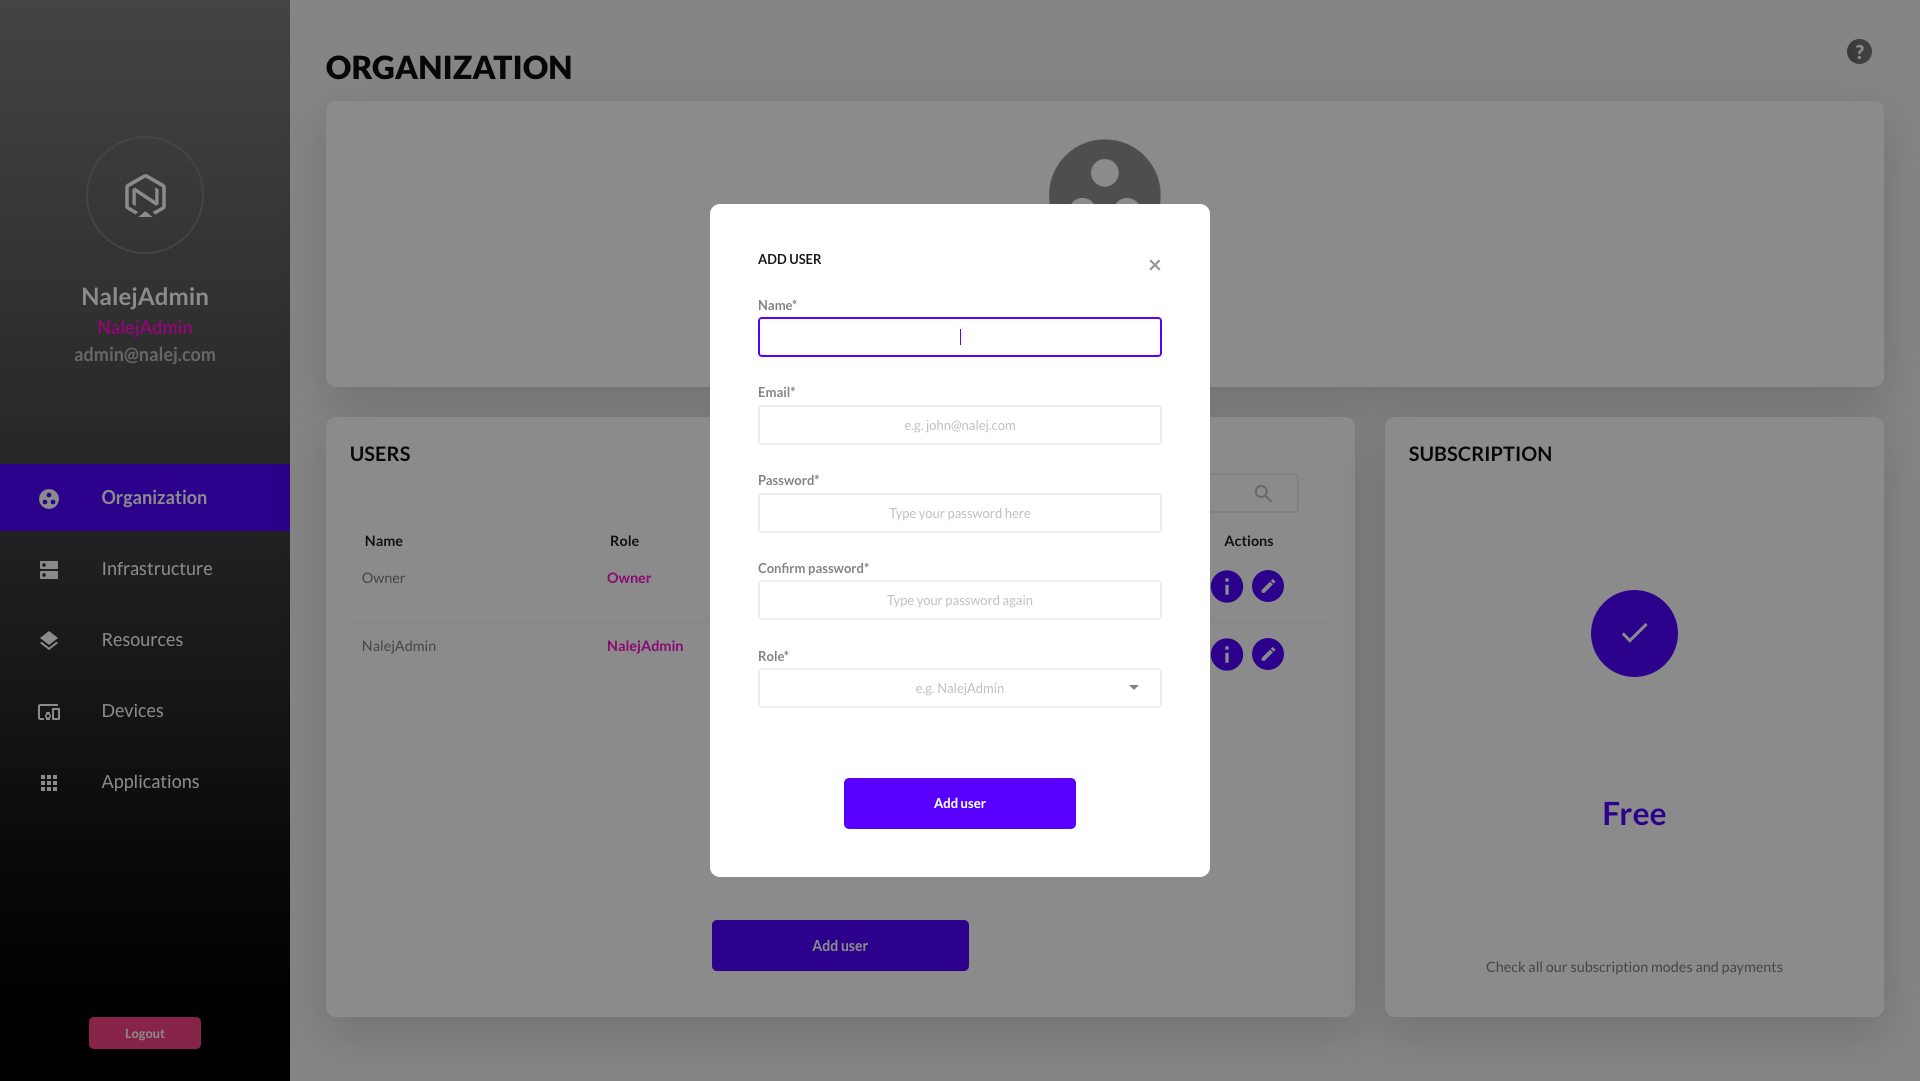 NalejAdmin
NalejAdmin
admin@nalej.com
Organization
Infrastructure
Resources
Devices
Applications
Logout
ORGANIZATION
?
USERS
Name Role Actions
Owner Owner
NalejAdmin NalejAdmin
Add user
SUBSCRIPTION
Free
Check all our subscription modes and payments
ADD USER
×
Name*
Email*
e.g. john@nalej.com
Password*
Type your password here
Confirm password*
Type your password again
Role*
e.g. NalejAdmin
Add user